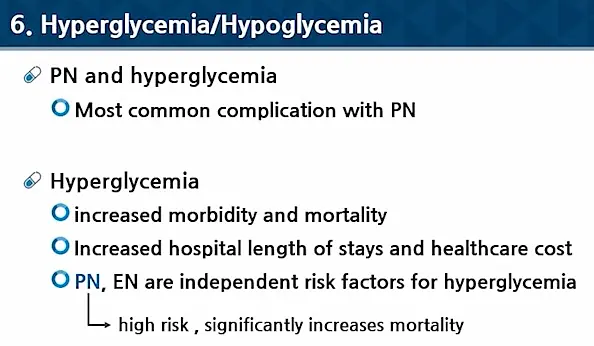 6. Hyperglycemia/Hypoglycemia
PN and hyperglycemia
Most common complication with PN
Hyperglycemia
increased morbidity and mortality
Increased hospital length of stays and healthcare cost
PN, EN are independent risk factors for hyperglycemia
high risk , significantly increases mortality